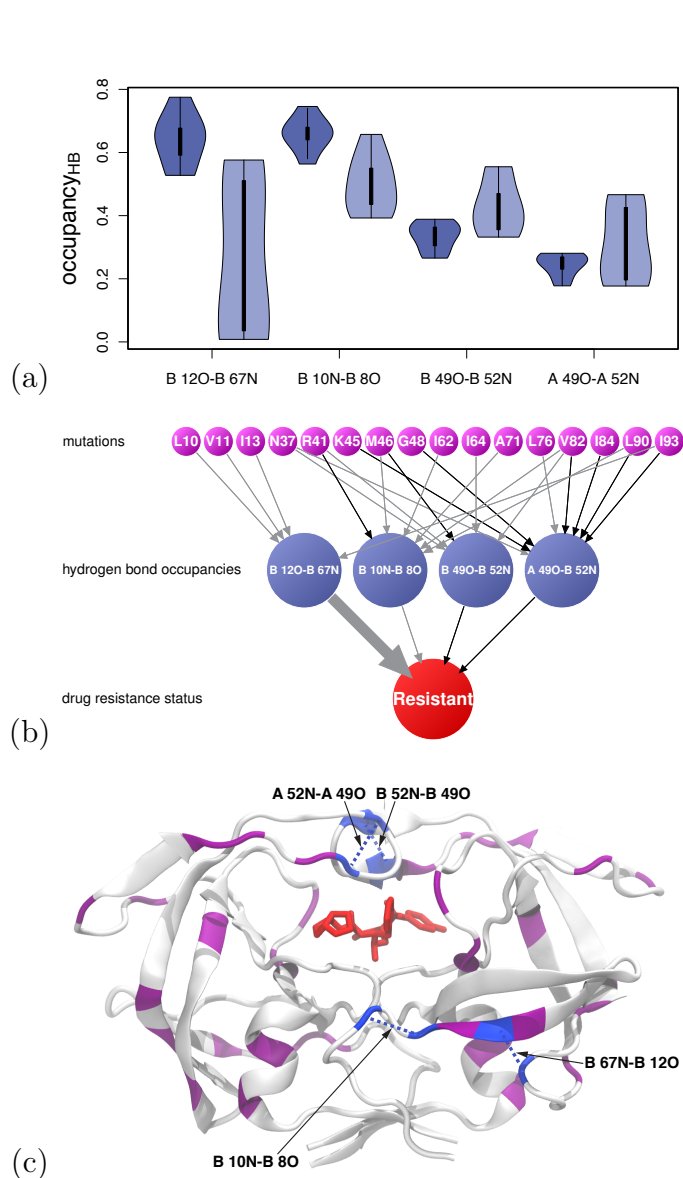 0.8
0.6
0.4
0.2
0.0
occupancyHB
B 12O-B 67N B 10N-B 8O B 49O-B 52N A 49O-A 52N
(a)
mutations L10 V11 I13 N37 R41 K45 M46 G48 I62 I64 A71 L76 V82 I84 L90 I93
hydrogen bond occupancies B 12O-B 67N B 10N-B 8O B 49O-B 52N A 49O-B 52N
drug resistance status Resistant
(b)
A 52N-A 49O B 52N-B 49O
B 67N-B 12O
B 10N-B 8O
(c)